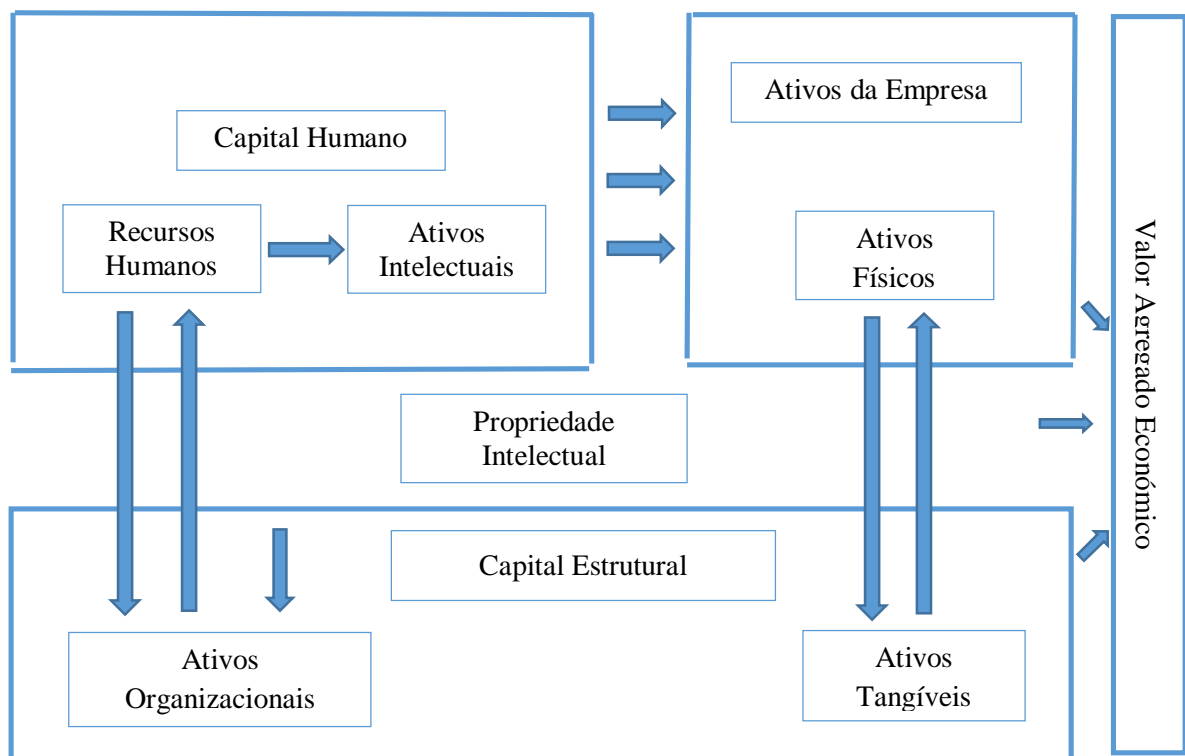 Capital Humano
Recursos
Humanos
Ativos
Intelectuais
Ativos da Empresa
Ativos
Físicos
Propriedade
Intelectual
Capital Estrutural
Ativos
Organizacionais
Ativos
Tangíveis
Valor Agregado Económico